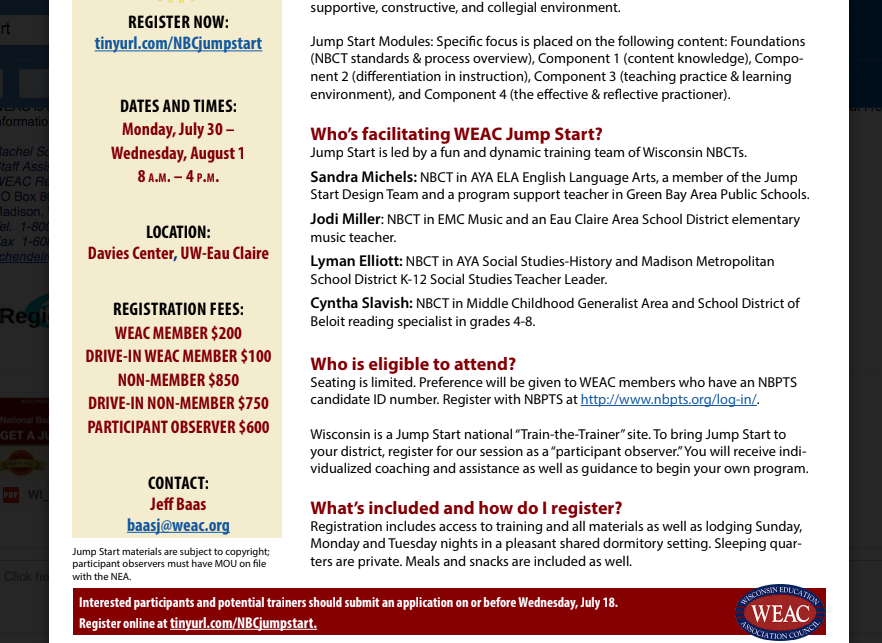 REGISTER NOW:
tinyurl.com/NBCjumpstart
DATES AND TIMES:
Monday, July 30 –
Wednesday, August 1
8 A.M. – 4 P.M.
LOCATION:
Davies Center, UW-Eau Claire
REGISTRATION FEES:
WEAC MEMBER $200
DRIVE-IN WEAC MEMBER $100
NON-MEMBER $850
DRIVE-IN NON-MEMBER $750
PARTICIPANT OBSERVER $600
CONTACT:
Jeff Baas
baasj@weac.org
Jump Start materials are subject to copyright;
participant observers must have MOU on file
with the NEA.
supportive, constructive, and collegial environment.
Jump Start Modules: Specific focus is placed on the following content: Foundations
(NBCT standards & process overview), Component 1 (content knowledge), Compo-
nent 2 (differentiation in instruction), Component 3 (teaching practice & learning
environment), and Component 4 (the effective & reflective practioner).
Who's facilitating WEAC Jump Start?
Jump Start is led by a fun and dynamic training team of Wisconsin NBCTs.
Sandra Michels: NBCT in AYA ELA English Language Arts, a member of the Jump
Start Design Team and a program support teacher in Green Bay Area Public Schools.
Jodi Miller: NBCT in EMC Music and an Eau Claire Area School District elementary
music teacher.
Lyman Elliott: NBCT in AYA Social Studies-History and Madison Metropolitan
School District K-12 Social Studies Teacher Leader.
Cyntha Slavish: NBCT in Middle Childhood Generalist Area and School District of
Beloit reading specialist in grades 4-8.
Who is eligible to attend?
Seating is limited. Preference will be given to WEAC members who have an NBPTS
candidate ID number. Register with NBPTS at http://www.nbpts.org/log-in/.
Wisconsin is a Jump Start national "Train-the-Trainer" site. To bring Jump Start to
your district, register for our session as a "participant observer." You will receive indi-
vidualized coaching and assistance as well as guidance to begin your own program.
What's included and how do I register?
Registration includes access to training and all materials as well as lodging Sunday,
Monday and Tuesday nights in a pleasant shared dormitory setting. Sleeping quar-
ters are private. Meals and snacks are included as well.
Interested participants and potential trainers should submit an application on or before Wednesday, July 18.
Register online at tinyurl.com/NBCjumpstart.
WISCONSIN EDUCATION
WEAC
ASSOCIATION COUNCIL
National Bo
GET A JU
PDF WI_
Click he